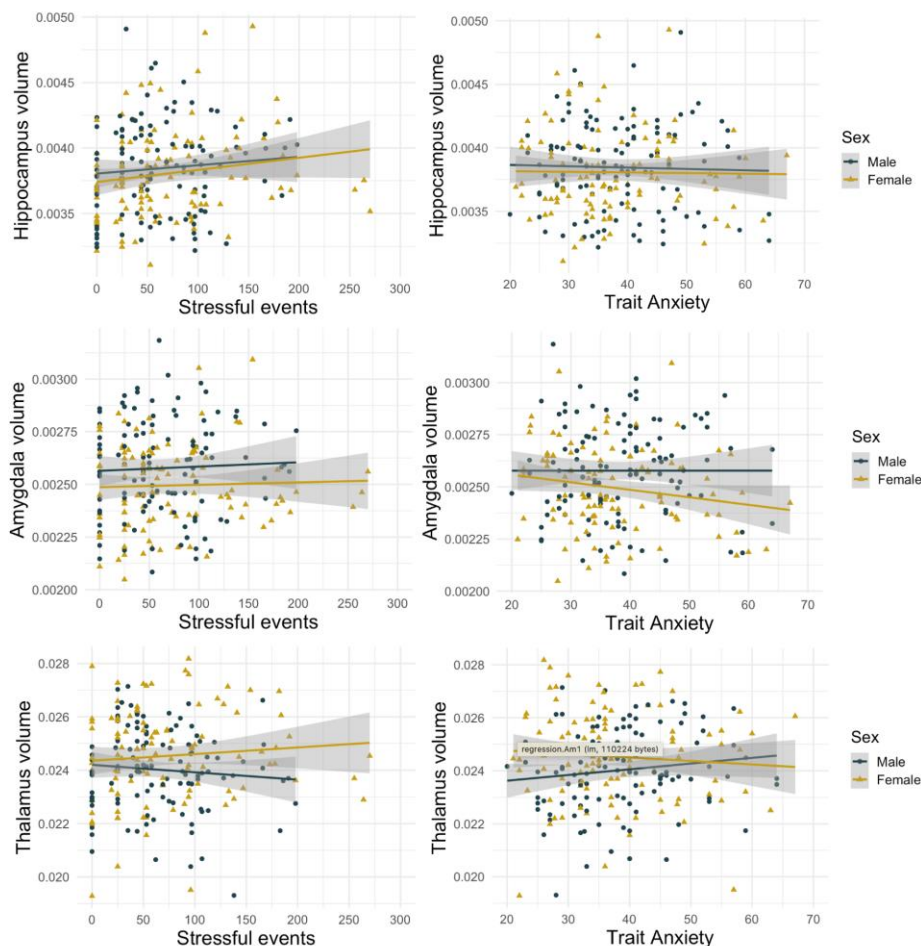 0.0050
0.0045
0.0040
0.0035
Hippocampus volume
0 50 100 150 200 250 300
Stressful events
0.0050
0.0045
0.0040
0.0035
Hippocampus volume
20 30 40 50 60 70
Trait Anxiety
Sex
Male
Female
0.00300
0.00275
0.00250
0.00225
0.00200
Amygdala volume
0 50 100 150 200 250 300
Stressful events
0.00300
0.00275
0.00250
0.00225
0.00200
Amygdala volume
20 30 40 50 60 70
Trait Anxiety
Sex
Male
Female
0.028
0.026
0.024
0.022
0.020
Thalamus volume
0 50 100 150 200 250 300
Stressful events
0.028
0.026
0.024
0.022
0.020
Thalamus volume
regression.Am1 (lm, 110224 bytes)
20 30 40 50 60 70
Trait Anxiety
Sex
Male
Female